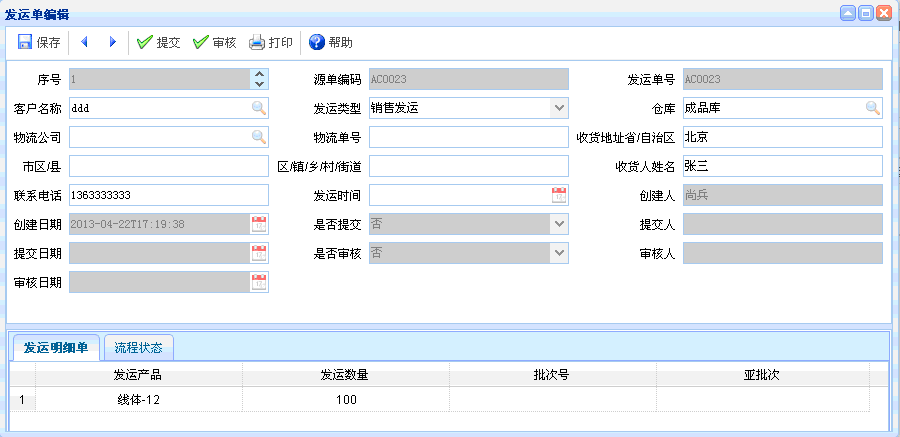 发运单编辑
保存 提交 审核 打印 帮助
序号 1 源单编码 AC0023 发运单号 AC0023
客户名称 ddd 发运类型 销售发运 仓库 成品库
物流公司 物流单号 收货地址省/自治区 北京
市区/县 区/镇/乡/村/街道 收货人姓名 张三
联系电话 1363333333 发运时间 创建人 尚兵
创建日期 2013-04-22T17:19:38 是否提交 否 提交人
提交日期 是否审核 否 审核人
审核日期
发运明细单 流程状态
发运产品 发运数量 批次号 亚批次
1 线体-12 100